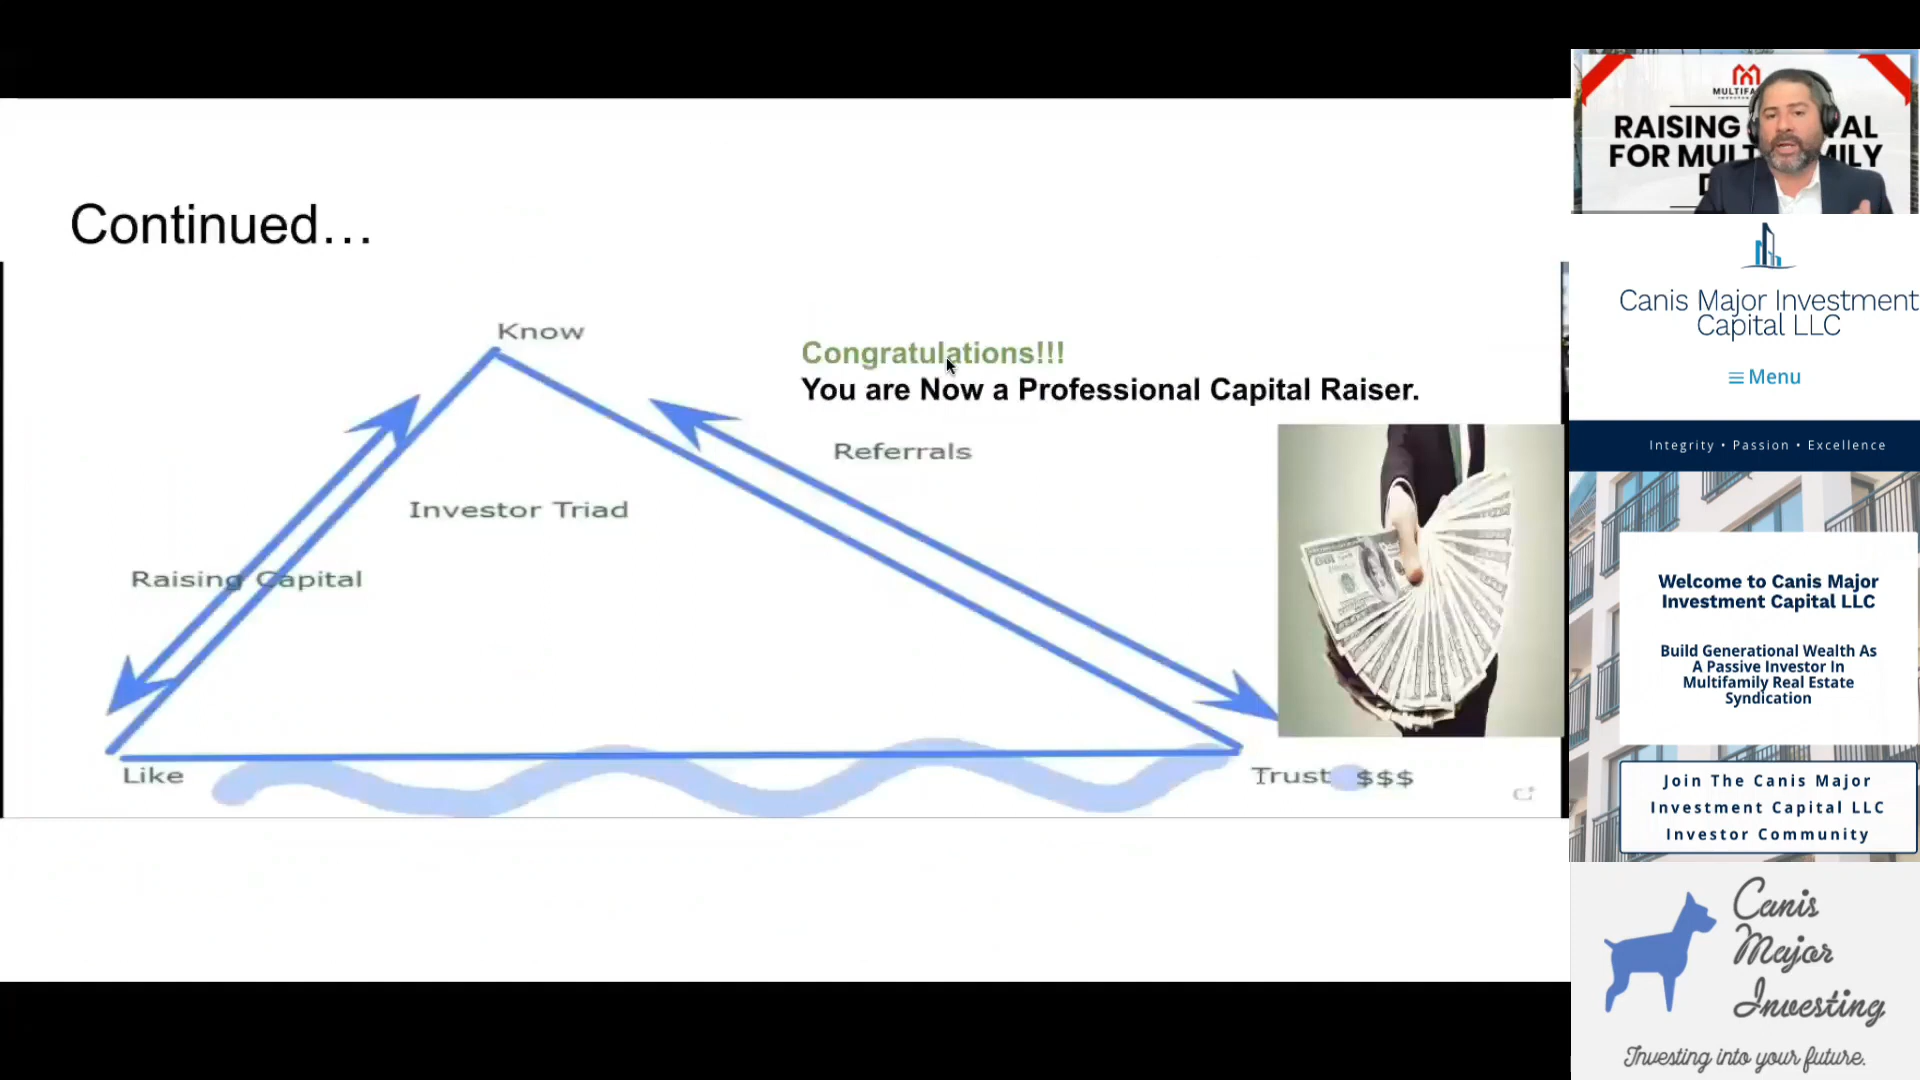 Continued…
Know
Congratulations!!!
You are Now a Professional Capital Raiser.
Referrals
Investor Triad
Raising Capital
Like
Trust $$$
RAISING
FOR
Canis Major Investment
Capital LLC
Menu
Integrity • Passion • Excellence
Welcome to Canis Major
Investment Capital LLC
Build Generational Wealth As
A Passive Investor In
Multifamily Real Estate
Syndication
Join The Canis Major
Investment Capital LLC
Investor Community
Canis
Major
Investing
Investing into your future.